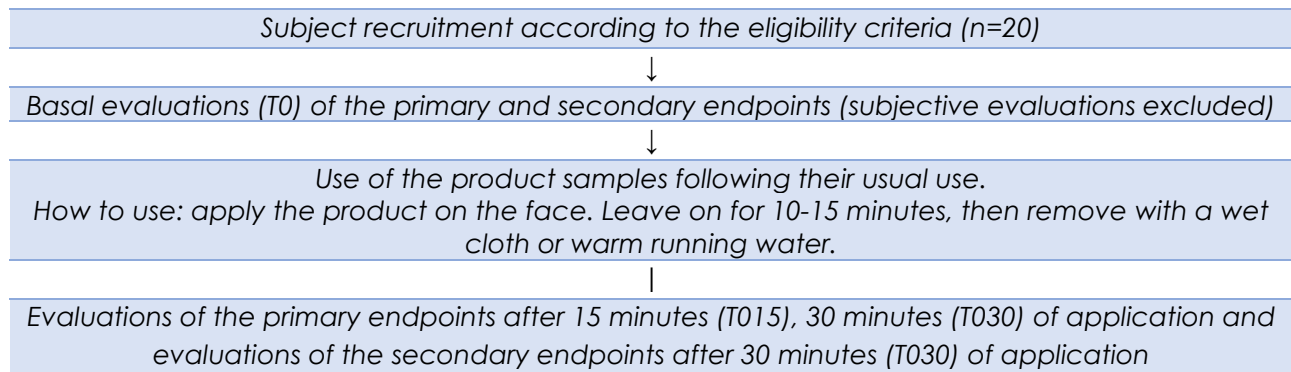 Subject recruitment according to the eligibility criteria (n=20)
↓
Basal evaluations (T0) of the primary and secondary endpoints (subjective evaluations excluded)
↓
Use of the product samples following their usual use.
How to use: apply the product on the face. Leave on for 10-15 minutes, then remove with a wet
cloth or warm running water.
|
Evaluations of the primary endpoints after 15 minutes (T015), 30 minutes (T030) of application and
evaluations of the secondary endpoints after 30 minutes (T030) of application